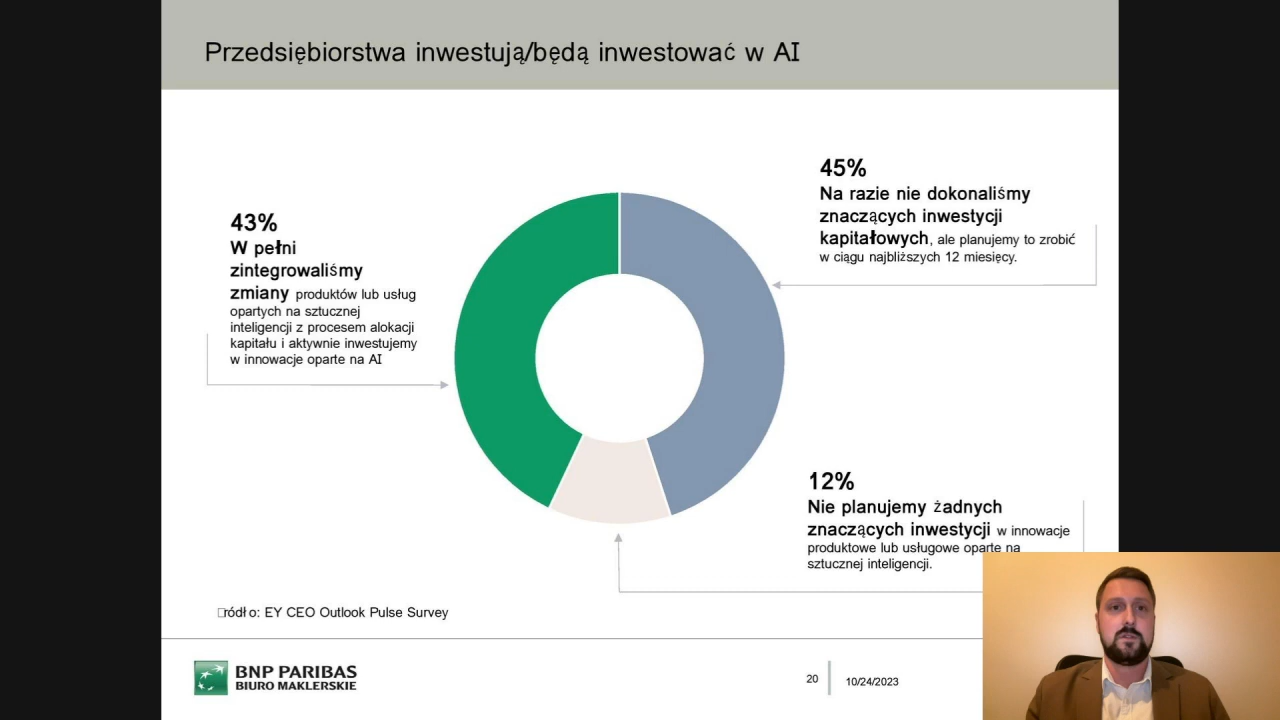 Przedsiębiorstwa inwestują/będą inwestować w AI
43%
W pełni
zintegrowaliśmy
zmiany produktów lub usług
opartych na sztucznej
inteligencji z procesem alokacji
kapitału i aktywnie inwestujemy
w innowacje oparte na AI
45%
Na razie nie dokonaliśmy
znaczących inwestycji
kapitałowych, ale planujemy to zrobić
w ciągu najbliższych 12 miesięcy.
12%
Nie planujemy żadnych
znaczących inwestycji w innowacje
produktowe lub usługowe oparte na
sztucznej inteligencji.
□ródło: EY CEO Outlook Pulse Survey
BNP PARIBAS
BIURO MAKLERSKIE
20
10/24/2023